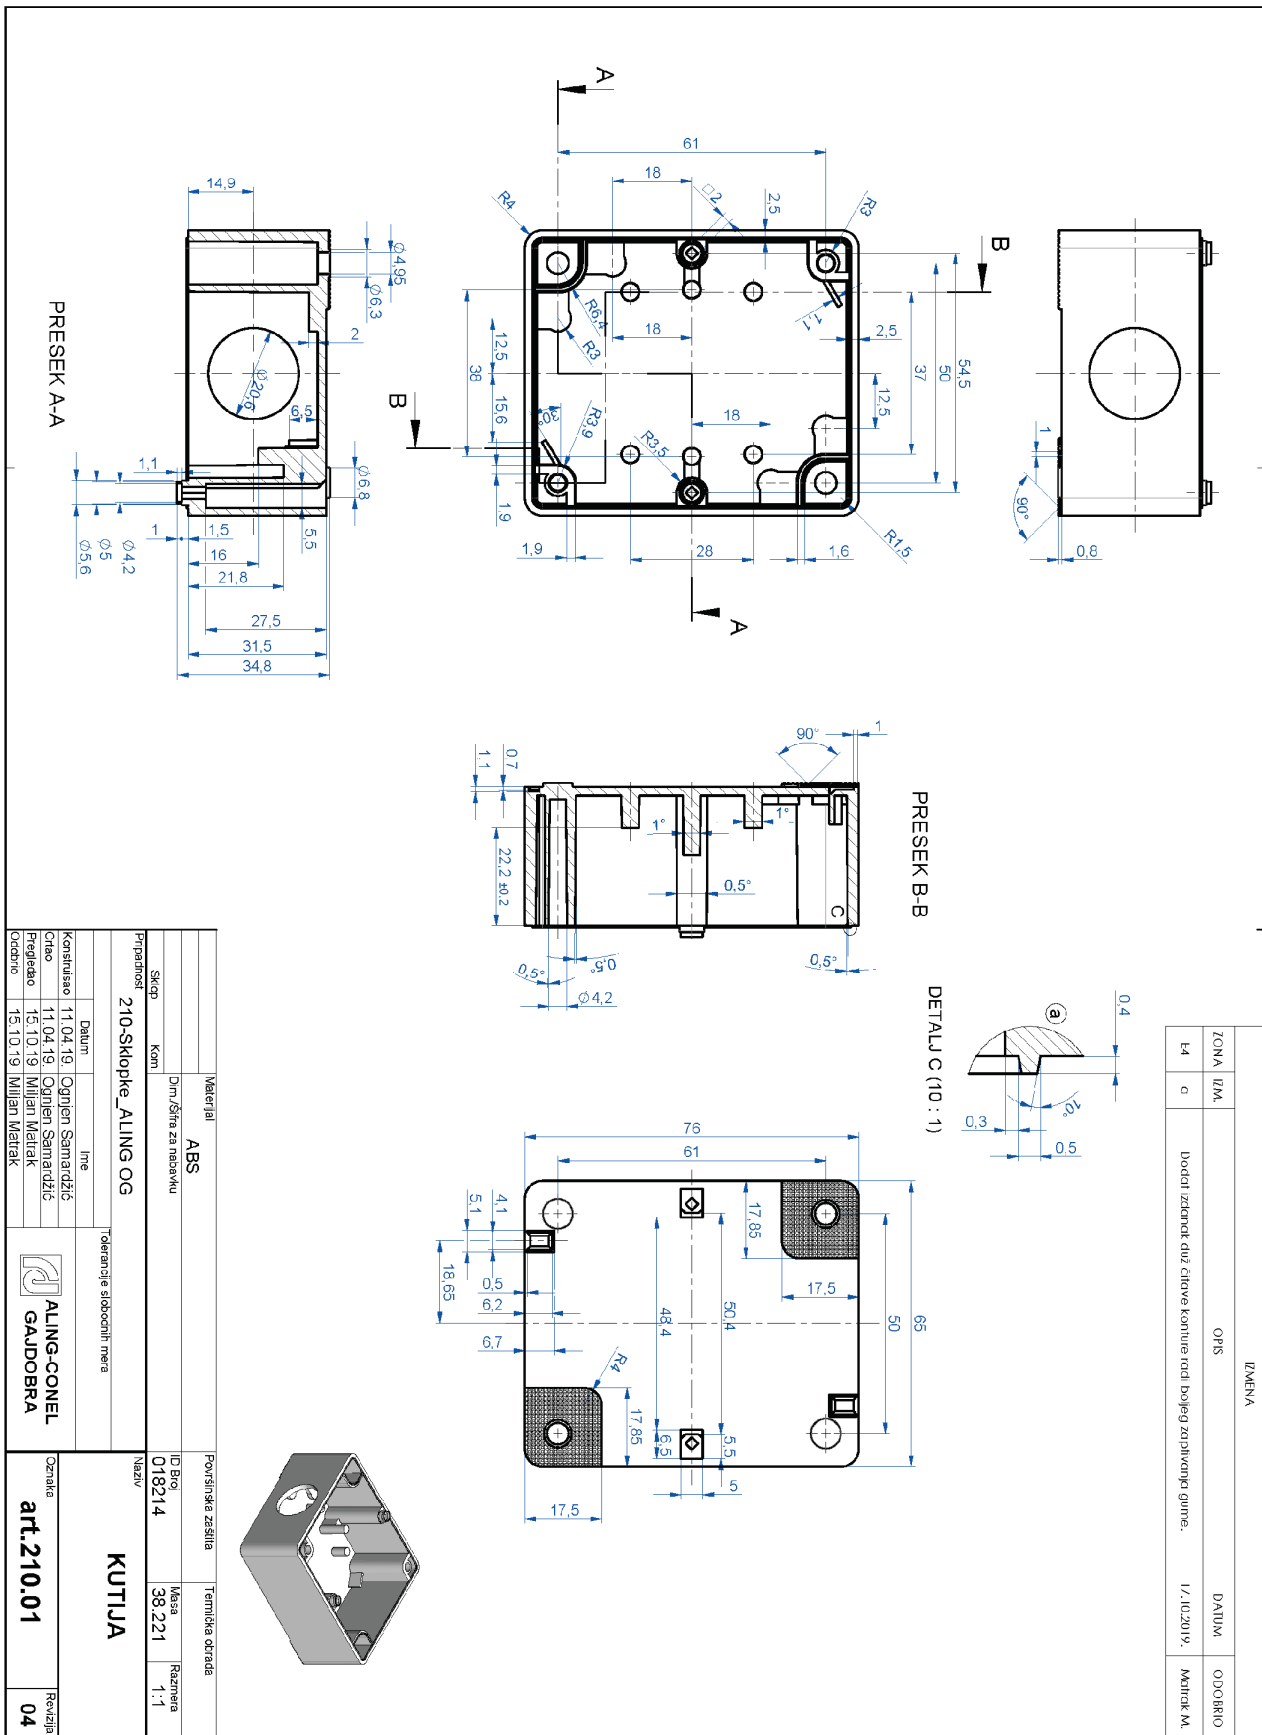 IZMENA
ZONA IZM. OPIS DATUM ODOBRIO
E4 a Dodat izdanak duž čitave konture radi boljeg zaptivanja gume. 17.10.2019. Matrak M.
A
61
18
□2
2,5
R4
R3
B
R6,4
R3
18
1,1
2,5
12,5
38
15,6
30°
R3,9
R3,5
18
12,5
37
50
54,5
B
1,9
1,9
28
1,6
R1,5
A
1
90°
0,8
14,9
Ø4,95
Ø6,3
2
Ø20,6
6,5
1,1
Ø6,8
5,5
1
1,5
Ø4,2
Ø5
Ø5,6
16
21,8
27,5
31,5
34,8
PRESEK A-A
1
90°
0,7
1,1
1°
1°
22,2 ±0.2
0,5°
C
0,5°
0,5°
0,5°
Ø4,2
PRESEK B-B
a
0,4
10°
0,3
0,5
DETALJ C (10 : 1)
76
61
65
50
17,85
17,5
4,1
5,1
18,65
0,5
6,2
6,7
50,4
48,4
R4
17,85
6,5
5,5
5
17,5
Materijal
ABS
Površinska zaštita
Termička obrada
Sklop
Kom
Dim./Šifra za nabavku
ID Broj
018214
Masa
38.221
Razmera
1:1
Pripadnost
210-Sklopke_ALING OG
Tolerancije slobodnih mera
Naziv
KUTIJA
Datum Ime
Konstruisao 11.04.19. Ognjen Samardžić
Crtao 11.04.19. Ognjen Samardžić
Pregledao 15.10.19 Miljan Matrak
Odobrio 15.10.19 Miljan Matrak
ALING-CONEL
GAJDOBRA
Oznaka
art.210.01
Revizija
04